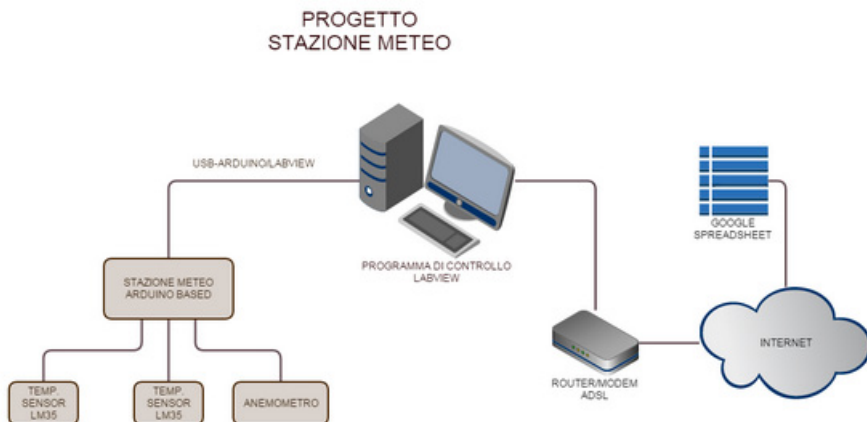 PROGETTO
STAZIONE METEO
USB-ARDUINO/LABVIEW
PROGRAMMA DI CONTROLLO
LABVIEW
GOOGLE
SPREADSHEET
STAZIONE METEO
ARDUINO BASED
INTERNET
ROUTER/MODEM
ADSL
TEMP.
SENSOR
LM35
TEMP.
SENSOR
LM35
ANEMOMETRO